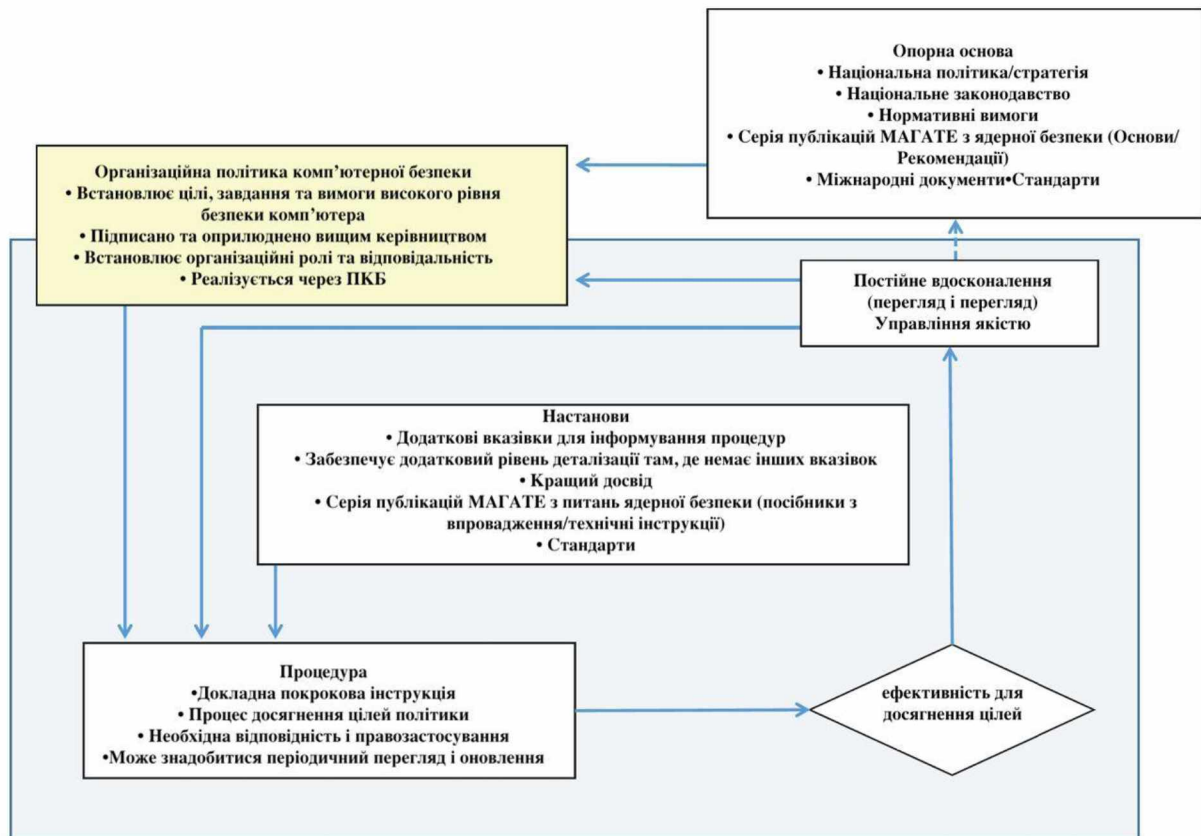 Опорна основа
• Національна політика/стратегія
• Національне законодавство
• Нормативні вимоги
• Серія публікацій МАГАТЕ з ядерної безпеки (Основи/
Рекомендації)
• Міжнародні документи•Стандарти
Організаційна політика комп’ютерної безпеки
• Встановлює цілі, завдання та вимоги високого рівня
безпеки комп’ютера
• Підписано та оприлюднено вищим керівництвом
• Встановлює організаційні ролі та відповідальність
• Реалізується через ПКБ
Постійне вдосконалення
(перегляд і перегляд)
Управління якістю
Настанови
• Додаткові вказівки для інформування процедур
• Забезпечує додатковий рівень деталізації там, де немає інших вказівок
• Кращий досвід
• Серія публікацій МАГАТЕ з питань ядерної безпеки (посібники з
впровадження/технічні інструкції)
• Стандарти
Процедура
•Докладна покрокова інструкція
• Процес досягнення цілей політики
• Необхідна відповідність і правозастосування
•Може знадобитися періодичний перегляд і оновлення
ефективність для
досягнення цілей